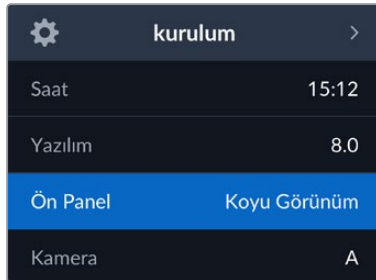 kurulum
Saat 15:12
Yazılım 8.0
Ön Panel Koyu Görünüm
Kamera A